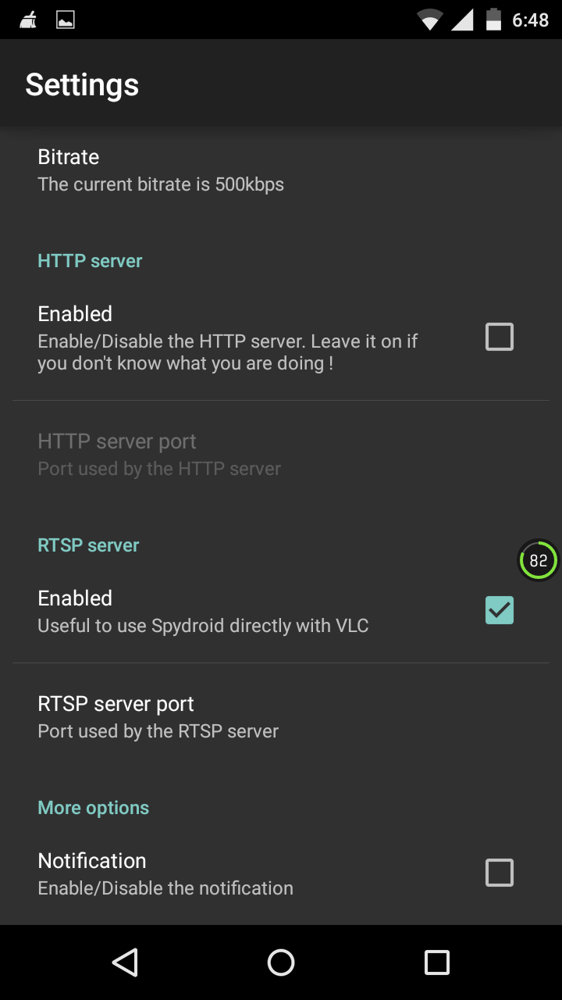 6:48
Settings
Bitrate
The current bitrate is 500kbps
HTTP server
Enabled
Enable/Disable the HTTP server. Leave it on if
you don't know what you are doing !
HTTP server port
Port used by the HTTP server
RTSP server
82
Enabled
Useful to use Spydroid directly with VLC
RTSP server port
Port used by the RTSP server
More options
Notification
Enable/Disable the notification